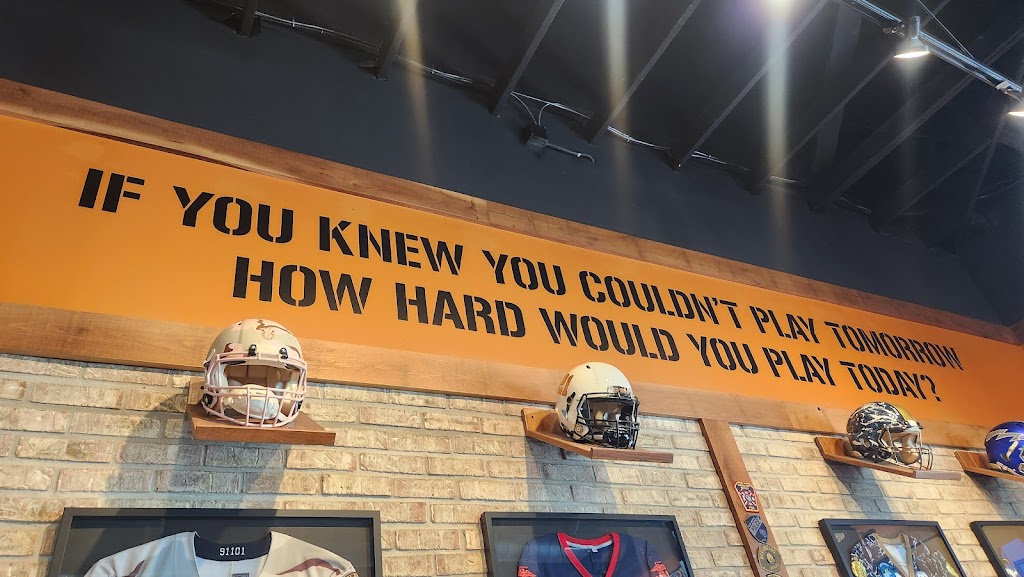 IF YOU KNEW YOU COULDN'T PLAY TOMORROW
HOW HARD WOULD YOU PLAY TODAY?
91101